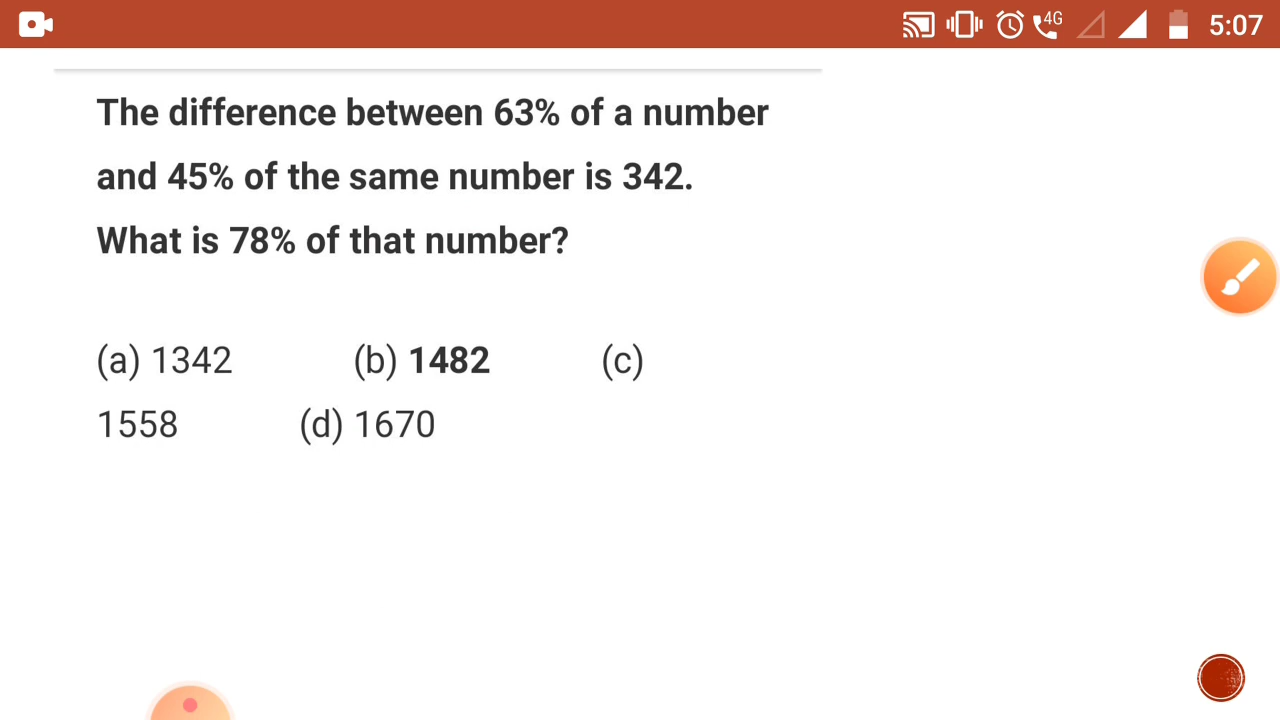 4G 5:07
The difference between 63% of a number
and 45% of the same number is 342.
What is 78% of that number?
(a) 1342 (b) 1482 (c)
1558 (d) 1670